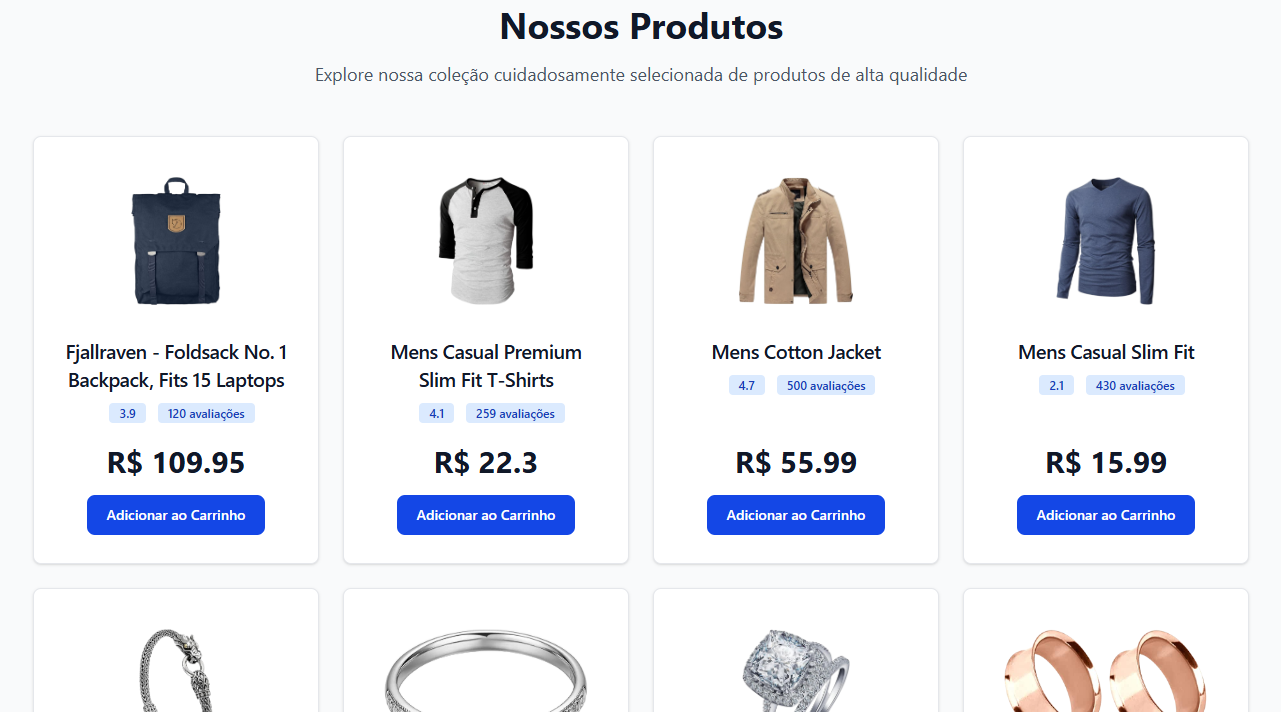 Nossos Produtos
Explore nossa coleção cuidadosamente selecionada de produtos de alta qualidade
Fjallraven - Foldsack No. 1
Backpack, Fits 15 Laptops
3.9 120 avaliações
R$ 109.95
Adicionar ao Carrinho
Mens Casual Premium
Slim Fit T-Shirts
4.1 259 avaliações
R$ 22.3
Adicionar ao Carrinho
Mens Cotton Jacket
4.7 500 avaliações
R$ 55.99
Adicionar ao Carrinho
Mens Casual Slim Fit
2.1 430 avaliações
R$ 15.99
Adicionar ao Carrinho